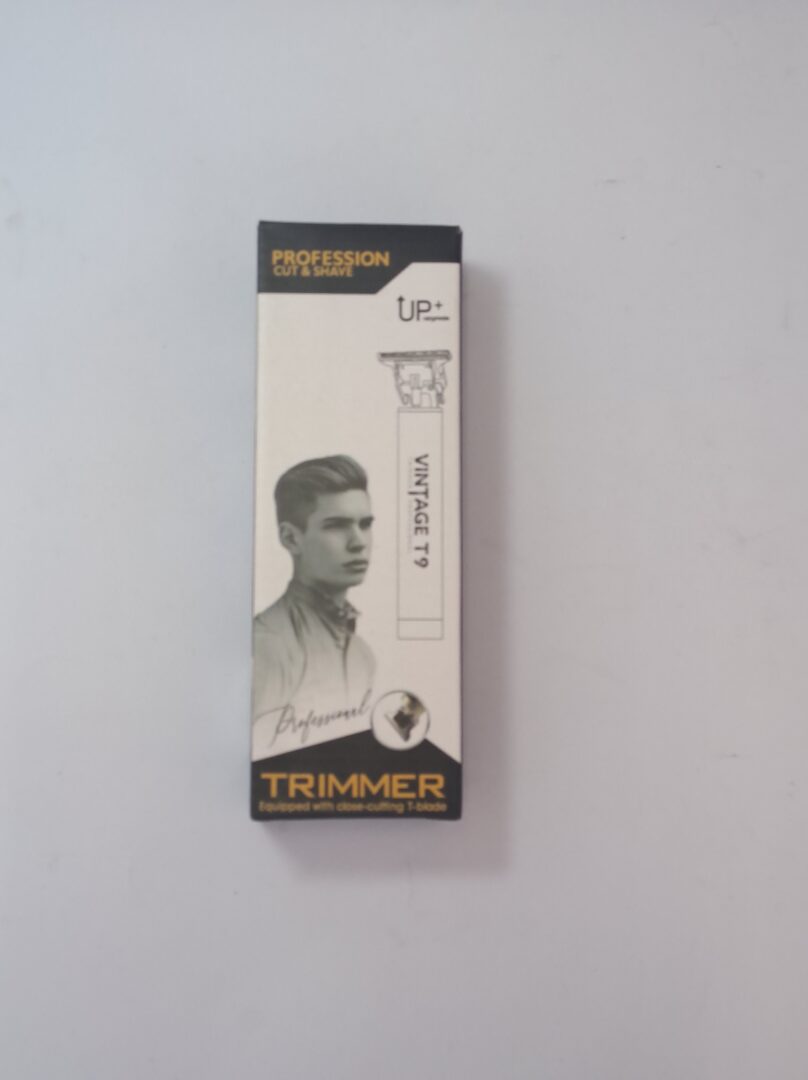 PROFESSION
CUT & SHAVE
UP+
VINTAGE T9
Professional
TRIMMER
Equipped with close-cutting T-blade